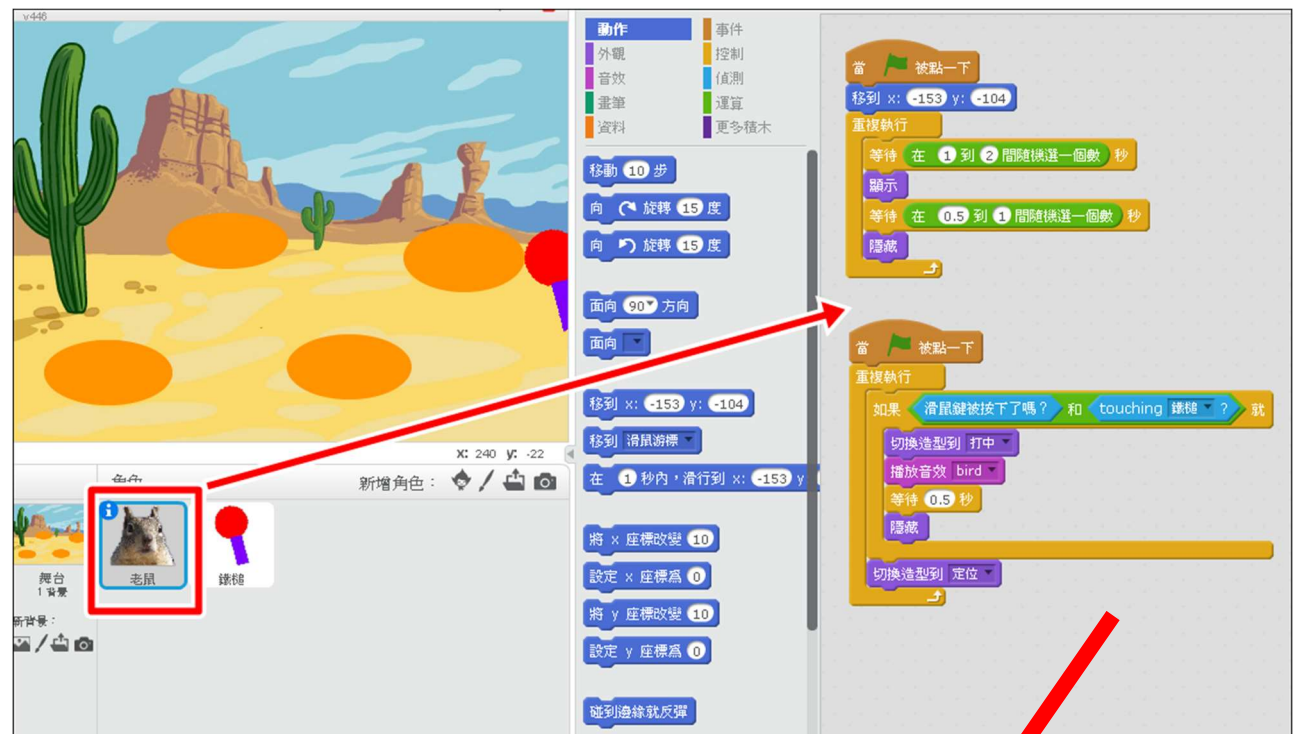 v446
動作 事件
外觀 控制
音效 偵測
畫筆 運算
資料 更多積木
移動 10 步
向 旋轉 15 度
向 旋轉 15 度
面向 90 方向
面向
移到 x: -153 y: -104
移到 滑鼠游標
在 1 秒內，滑行到 x: -153 y
將 x 座標改變 10
設定 x 座標為 0
將 y 座標改變 10
設定 y 座標為 0
碰到邊緣就反彈
當 被點一下
移到 x: -153 y: -104
重複執行
等待 在 1 到 2 間隨機選一個數 秒
顯示
等待 在 0.5 到 1 間隨機選一個數 秒
隱藏
當 被點一下
重複執行
如果 滑鼠鍵被按下了嗎？ 和 touching 鐵槌 ? 就
切換造型到 打中
播放音效 bird
等待 0.5 秒
隱藏
切換造型到 定位
X: 240 y: -22
角色 新增角色：
老鼠 鐵槌
舞台
1 背景
新背景：